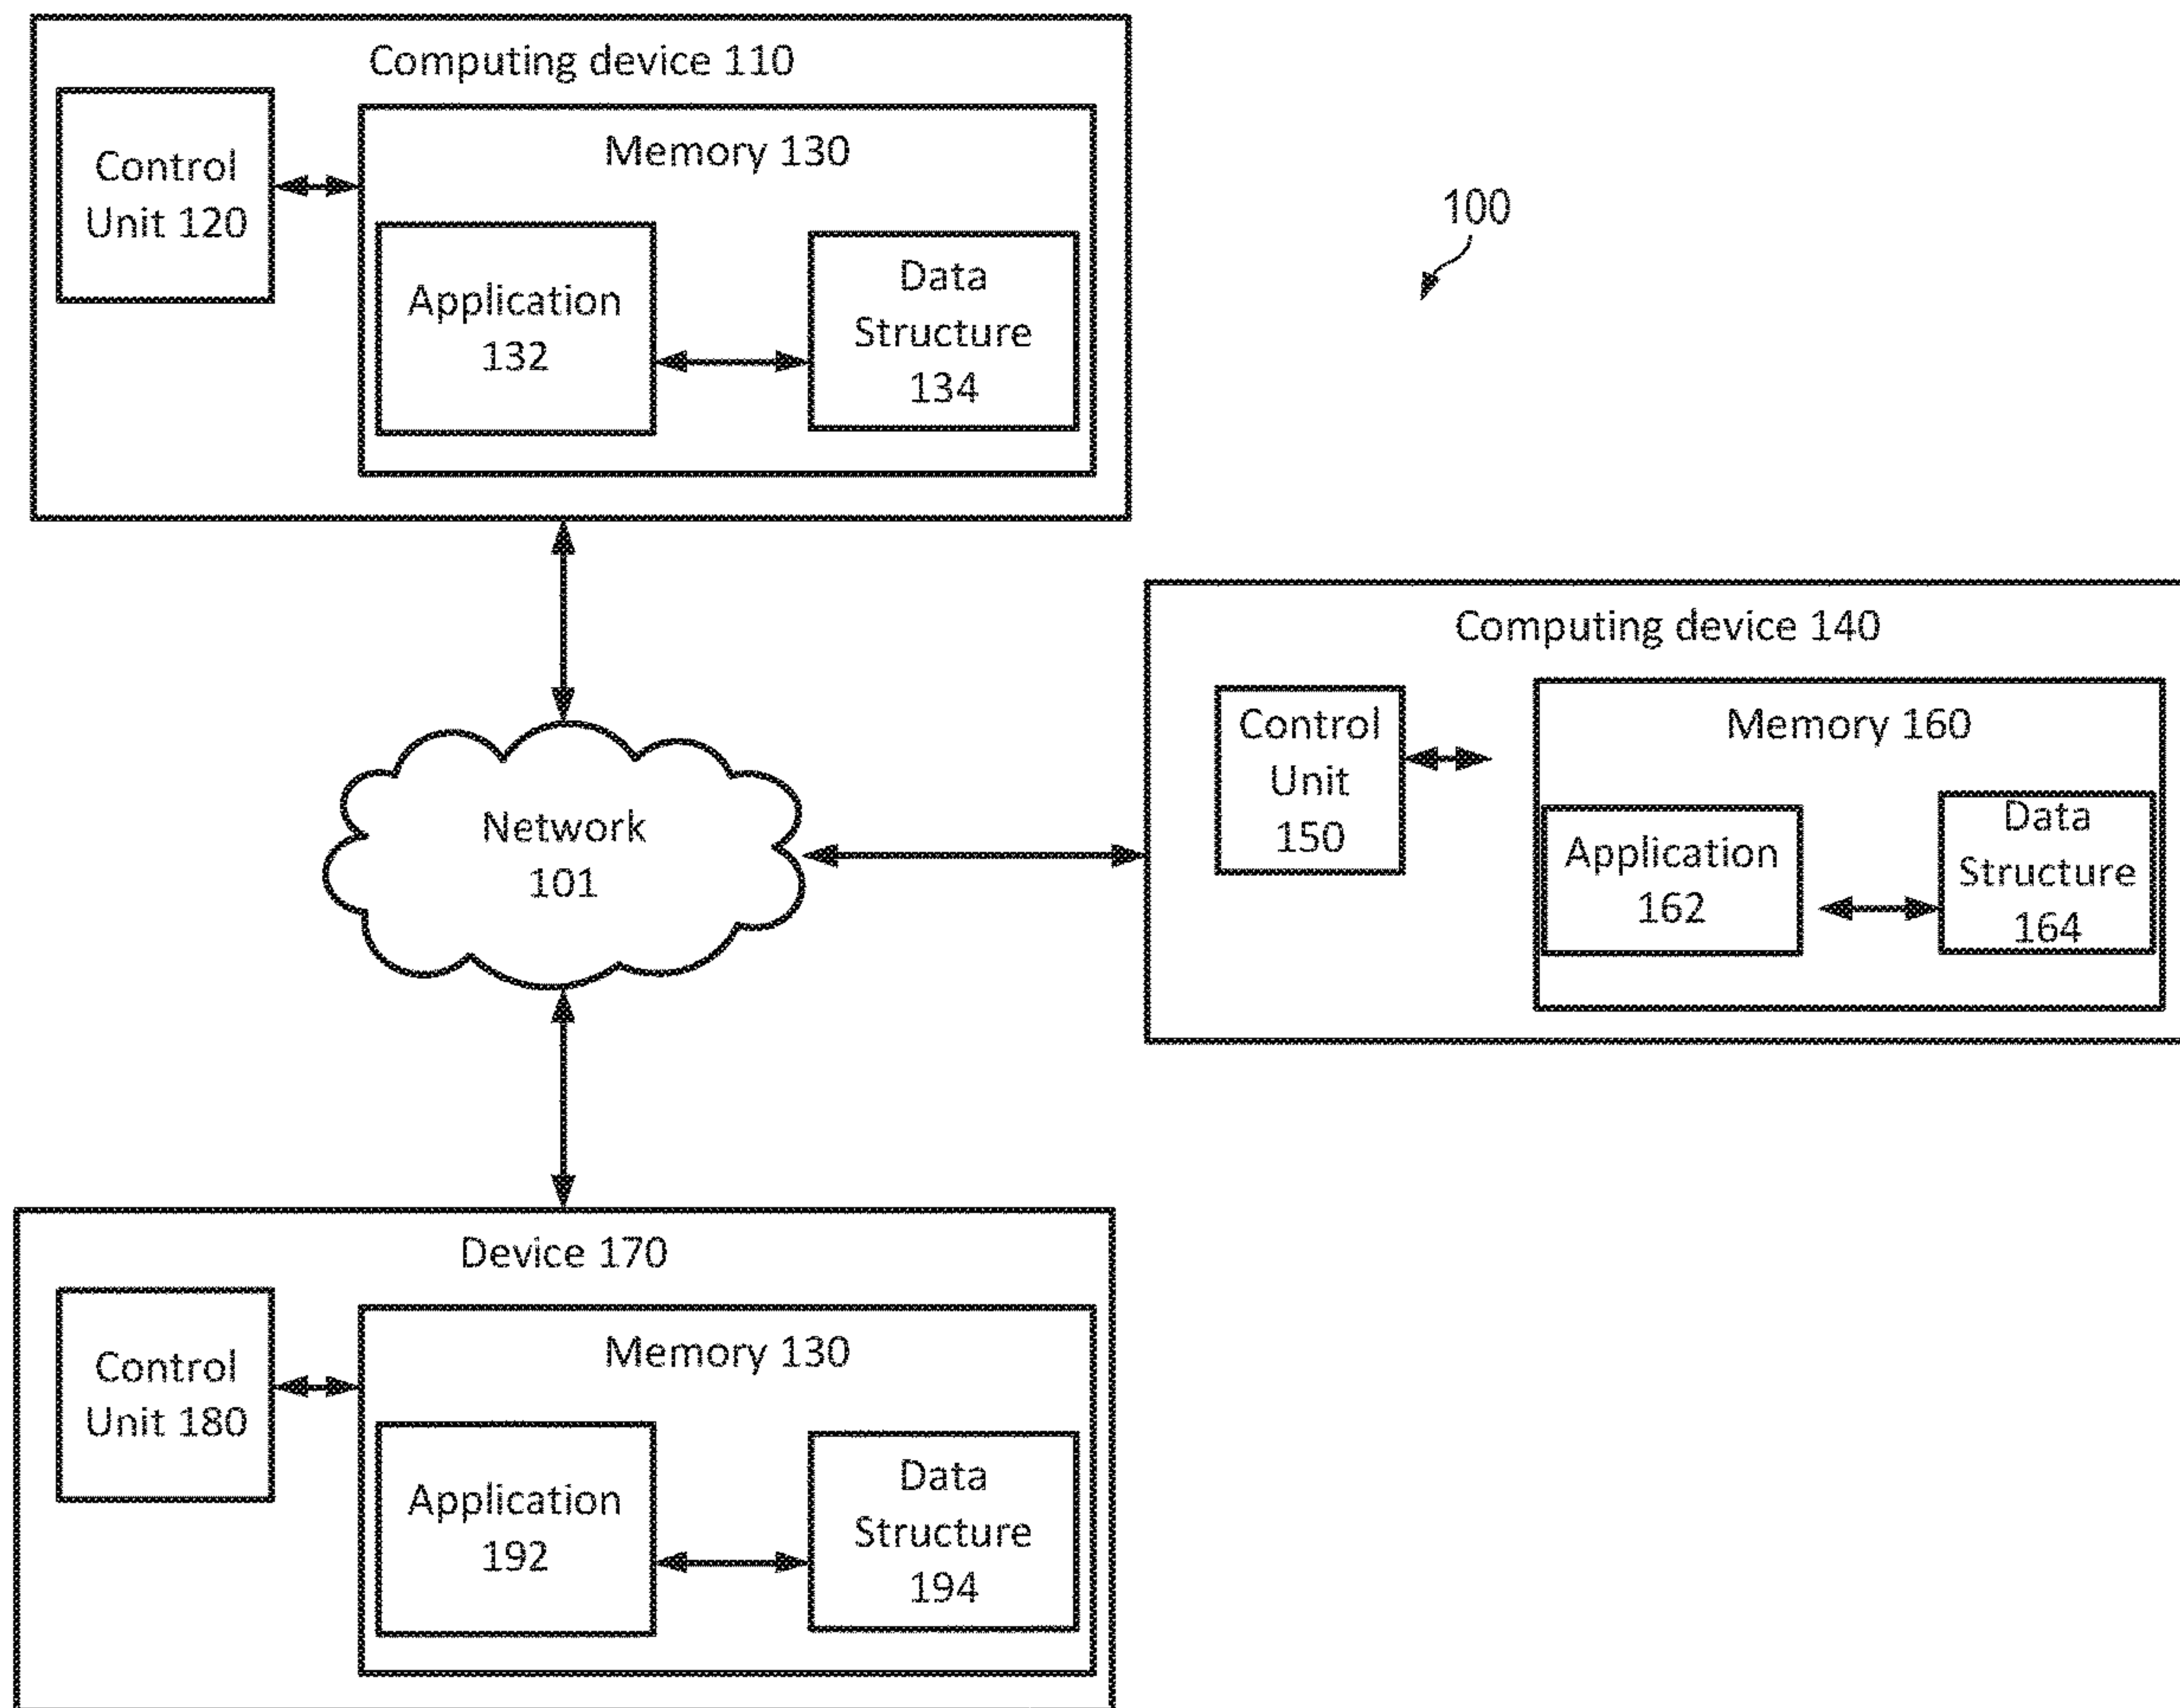 Computing device 110
Control
Unit 120
Memory 130
Application
132
Data
Structure
134
100
Network
101
Computing device 140
Control
Unit
150
Memory 160
Application
162
Data
Structure
164
Device 170
Control
Unit 180
Memory 130
Application
192
Data
Structure
194